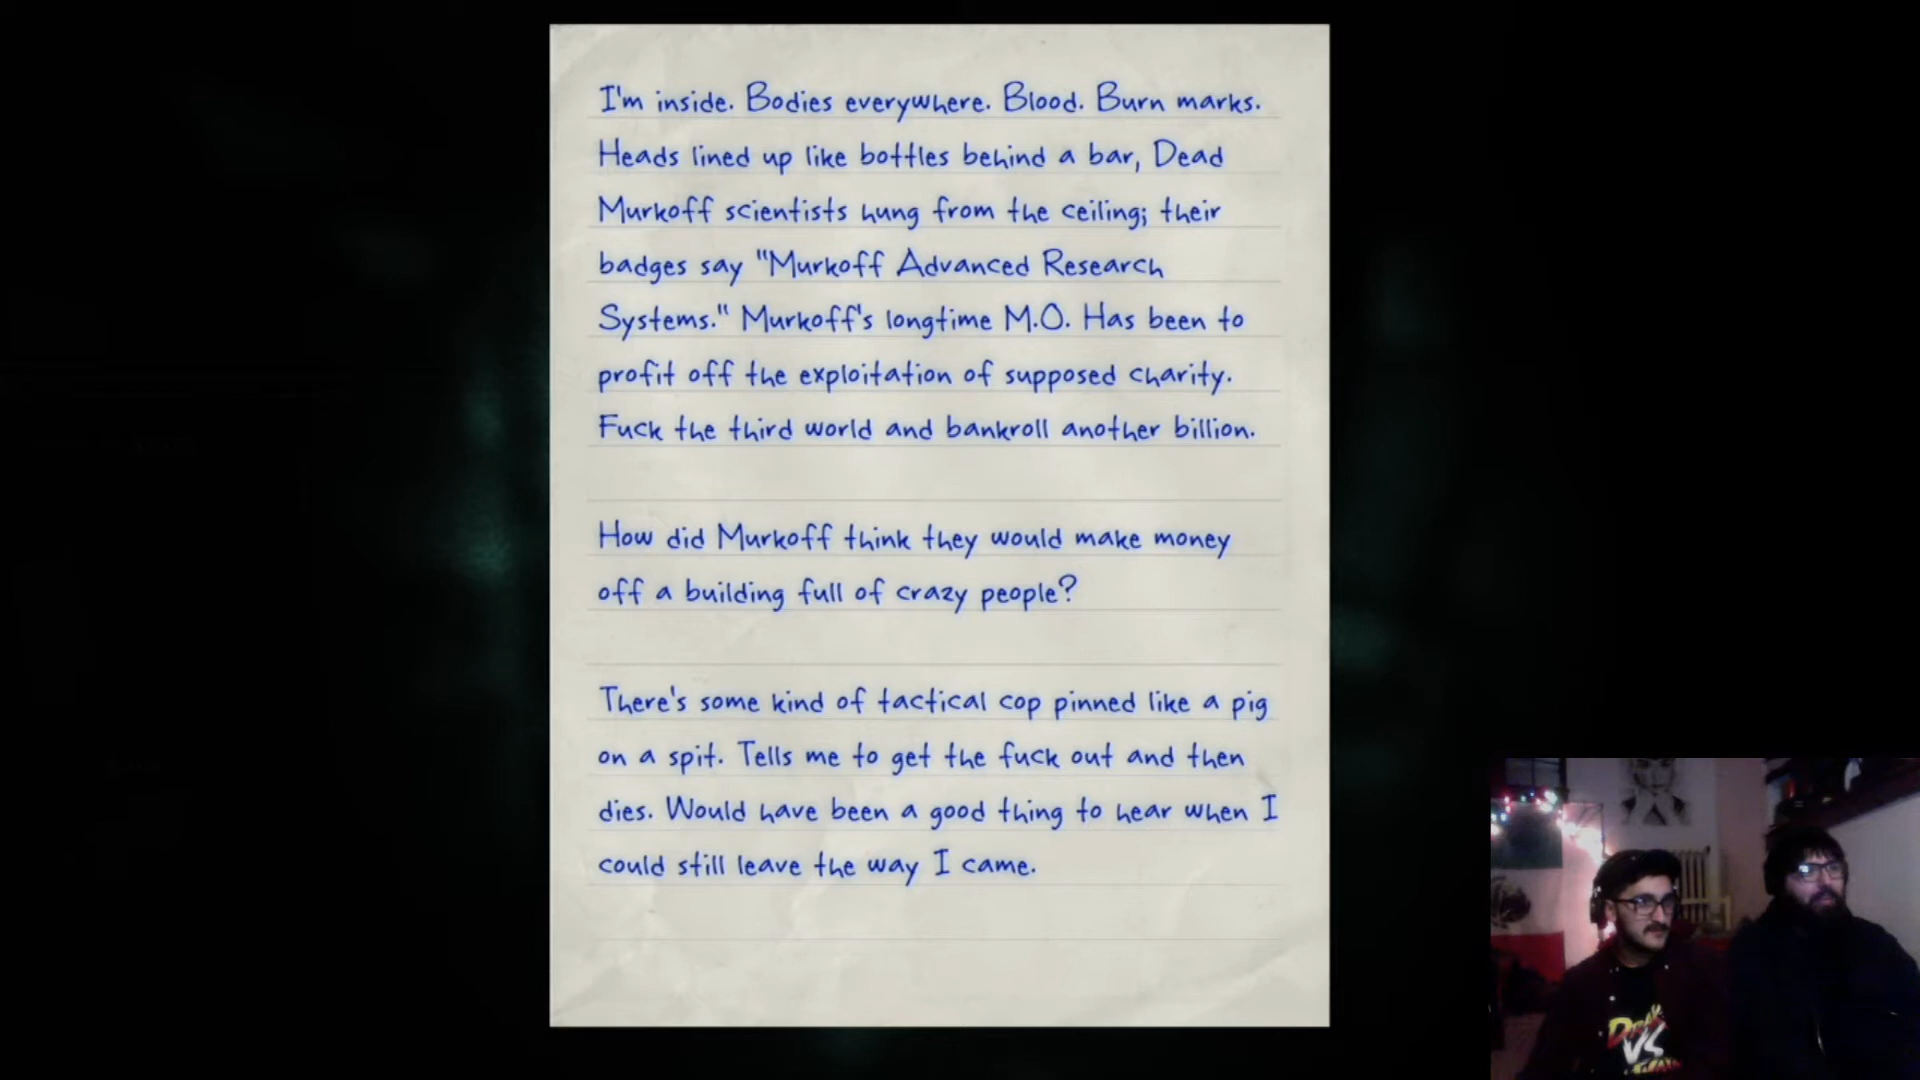 I'm inside. Bodies everywhere. Blood. Burn marks.
Heads lined up like bottles behind a bar, Dead
Murkoff scientists hung from the ceiling; their
badges say "Murkoff Advanced Research
Systems." Murkoff's longtime M.O. Has been to
profit off the exploitation of supposed charity.
Fuck the third world and bankroll another billion.
How did Murkoff think they would make money
off a building full of crazy people?
There's some kind of tactical cop pinned like a pig
on a spit. Tells me to get the fuck out and then
dies. Would have been a good thing to hear when I
could still leave the way I came.
VS